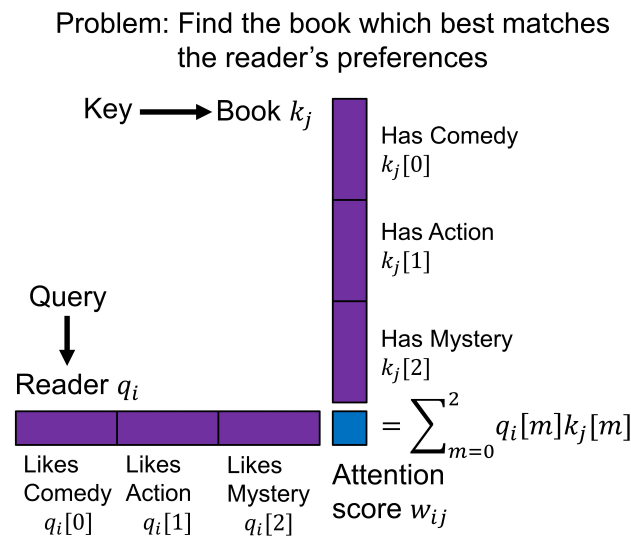 Problem: Find the book which best matches
the reader's preferences
Key → Book k_j
Has Comedy
k_j[0]
Has Action
k_j[1]
Has Mystery
k_j[2]
Query
Reader q_i
= ∑_{m=0}^{2} q_i[m]k_j[m]
Likes
Comedy
q_i[0]
Likes
Action
q_i[1]
Likes
Mystery
q_i[2]
Attention
score w_{ij}